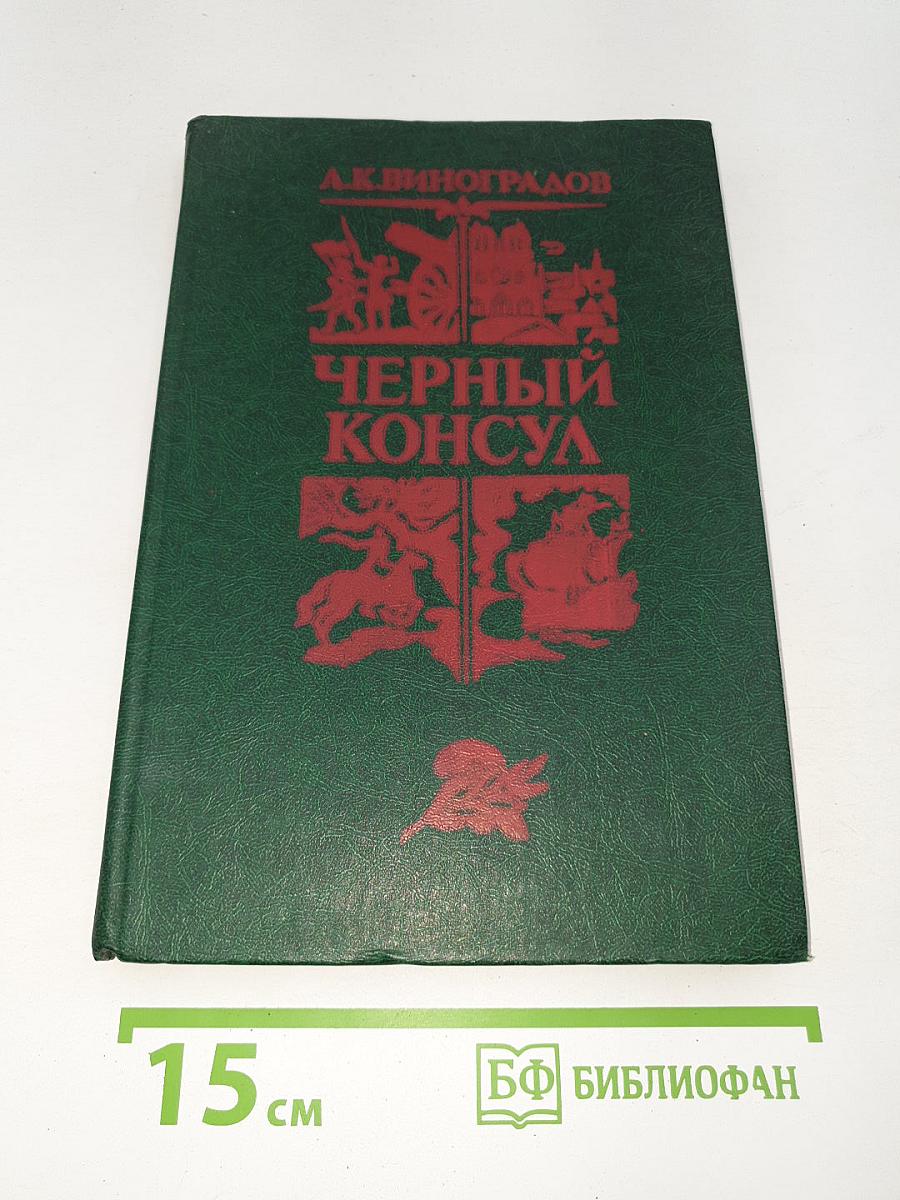 А.К.ВИНОГРАДОВ
ЧЕРНЫЙ
КОНСУЛ
15 см
БФ БИБЛИОФАН